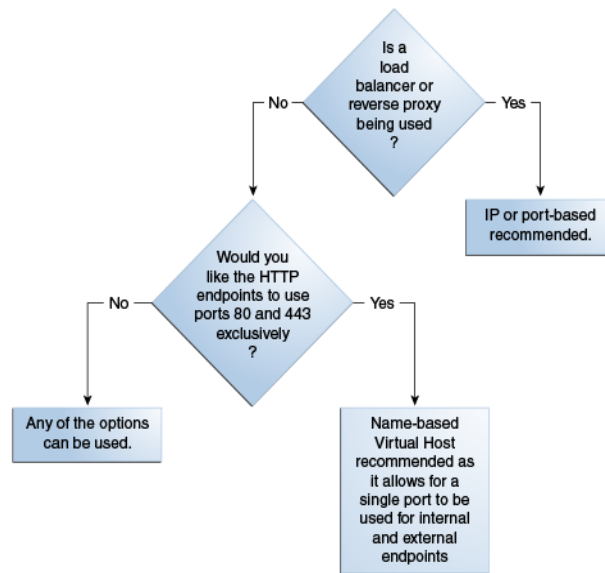 Is a
load
balancer or
reverse proxy
being used
?
No
Yes
IP or port-based
recommended.
Would you
like the HTTP
endpoints to use
ports 80 and 443
exclusively
?
No
Yes
Any of the options
can be used.
Name-based
Virtual Host
recommended as
it allows for a
single port to be
used for internal
and external
endpoints